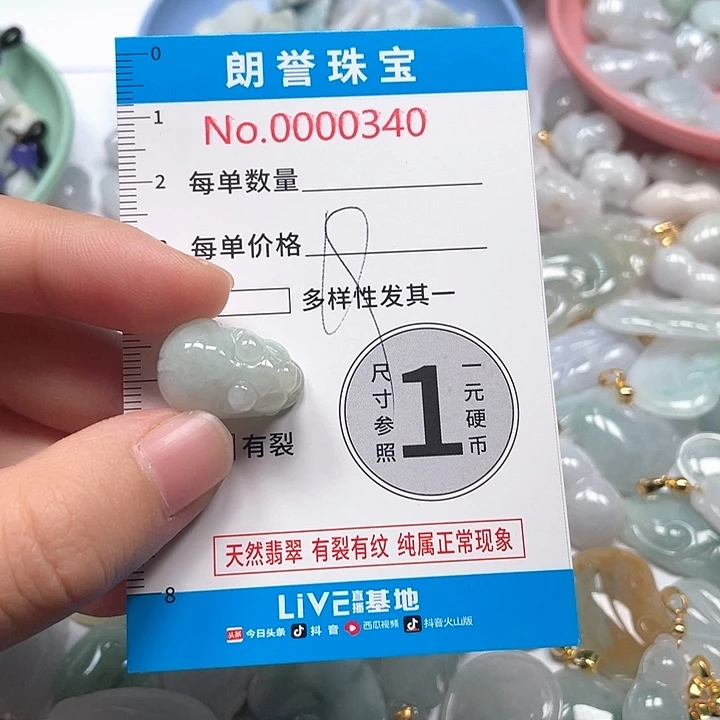 朗誉珠宝
No.0000340
每单数量
每单价格
多样性发其一
有裂
尺寸参照
1
一元硬币
天然翡翠 有裂有纹 纯属正常现象
LiVE直播基地
头条 今日头条 抖音 西瓜视频 抖音火山版
0
1
2
8